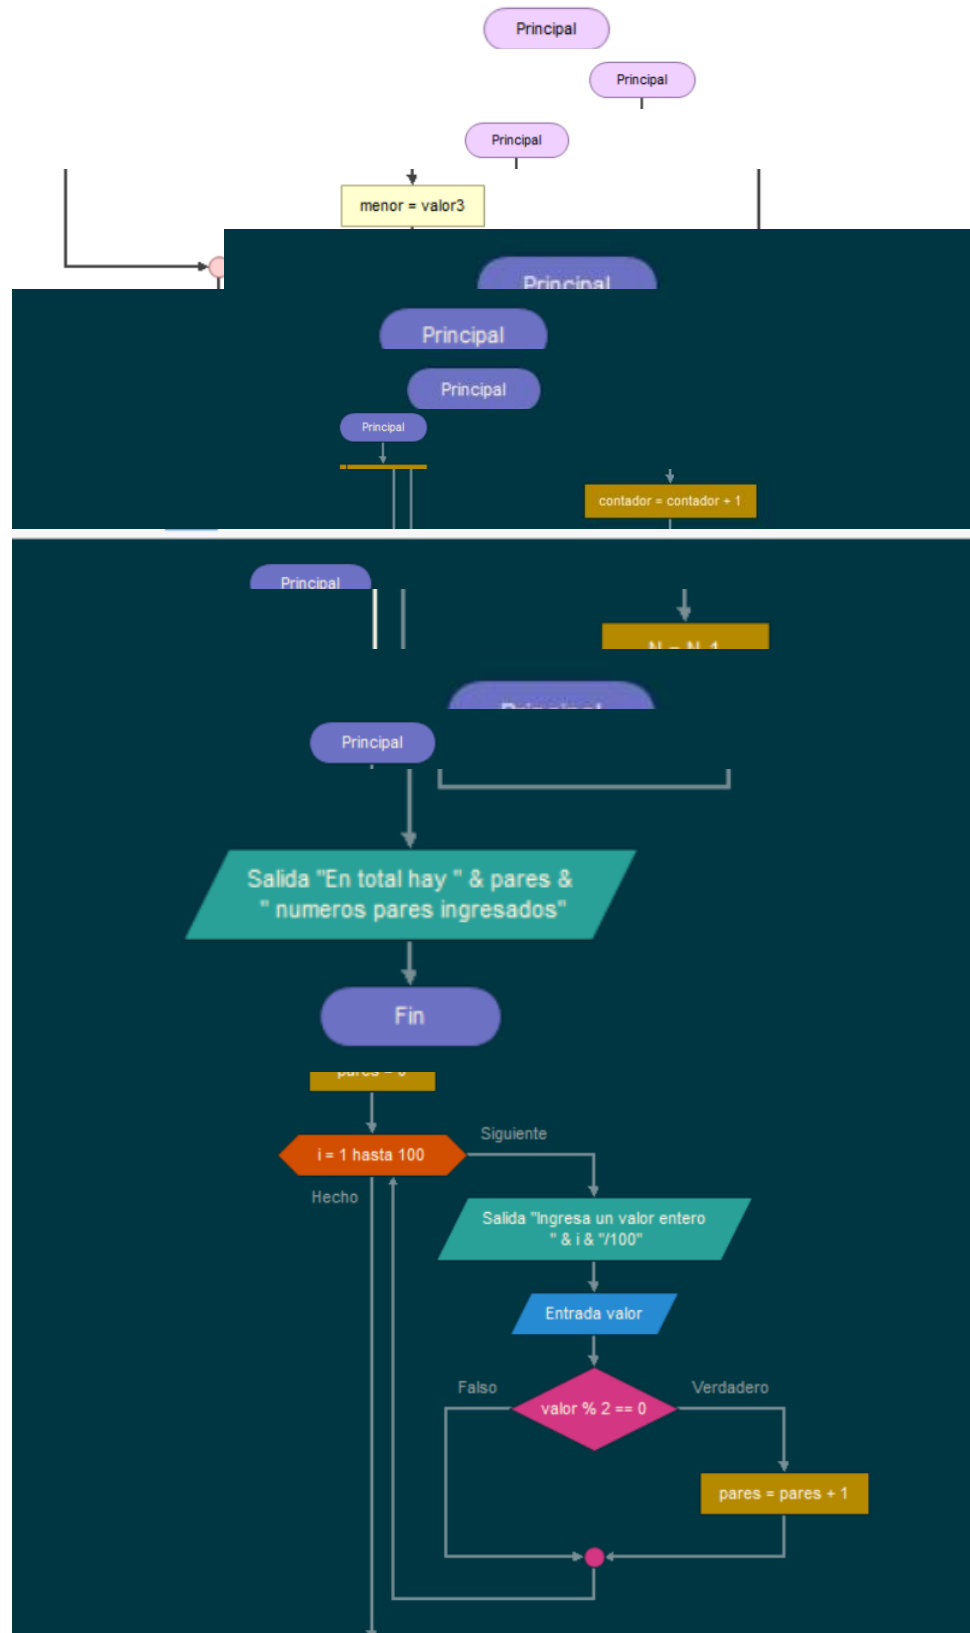 Principal
Principal
Principal
menor = valor3
Principal
Principal
Principal
Principal
contador = contador + 1
Principal
Principal
Salida "En total hay " & pares &
" numeros pares ingresados"
Fin
Siguiente
i = 1 hasta 100
Hecho
Salida "Ingresa un valor entero
" & i & "/100"
Entrada valor
Falso
Verdadero
valor % 2 == 0
pares = pares + 1